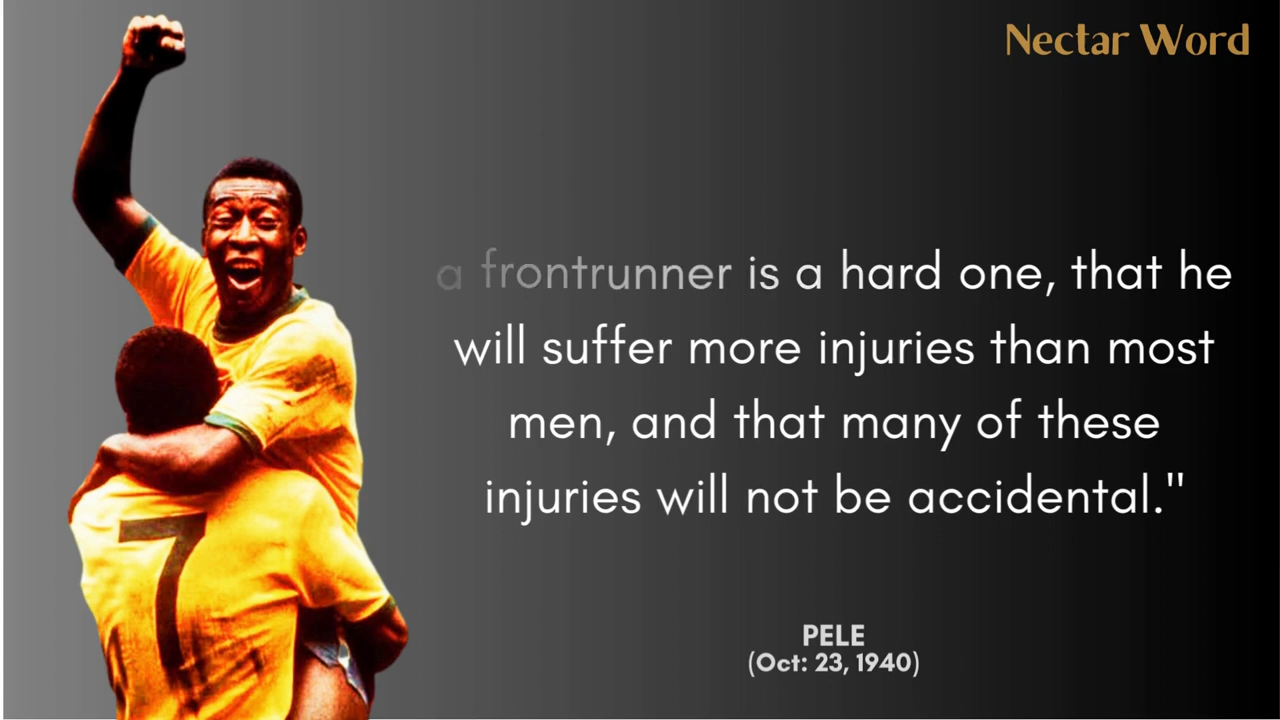 Nectar Word
a frontrunner is a hard one, that he
will suffer more injuries than most
men, and that many of these
injuries will not be accidental."
PELE
(Oct: 23, 1940)
7